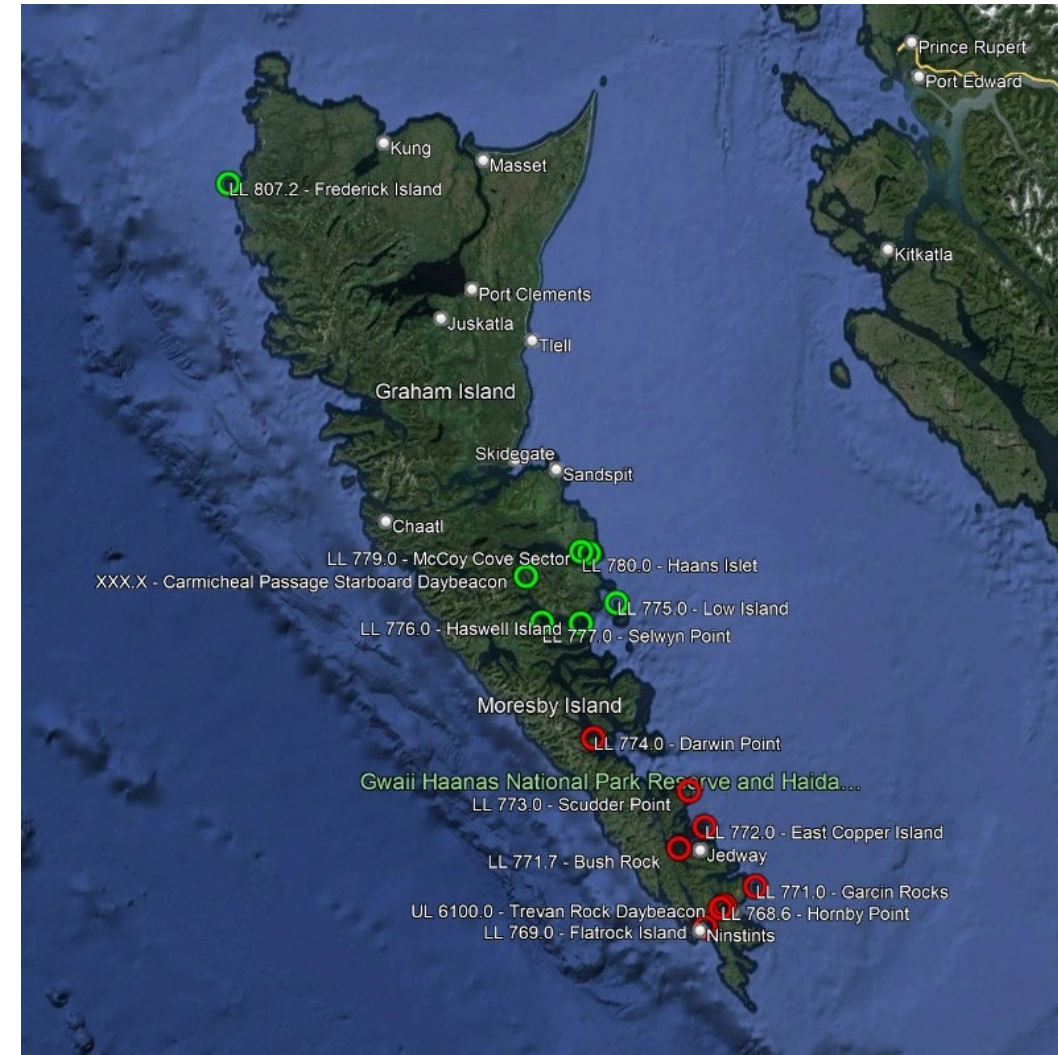 Prince Rupert
Port Edward
Kung
Masset
LL 807.2 - Frederick Island
Kitkatla
Port Clements
Juskatla
Tlell
Graham Island
Skidegate
Sandspit
Chaatl
LL 779.0 - McCoy Cove Sector
LL 780.0 - Haans Islet
XXX.X - Carmicheal Passage Starboard Daybeacon
LL 775.0 - Low Island
LL 776.0 - Haswell Island
LL 777.0 - Selwyn Point
Moresby Island
LL 774.0 - Darwin Point
Gwaii Haanas National Park Reserve and Haida...
LL 773.0 - Scudder Point
LL 772.0 - East Copper Island
Jedway
LL 771.7 - Bush Rock
LL 771.0 - Garcin Rocks
UL 6100.0 - Trevan Rock Daybeacon
LL 768.6 - Hornby Point
LL 769.0 - Flatrock Island
Ninstints